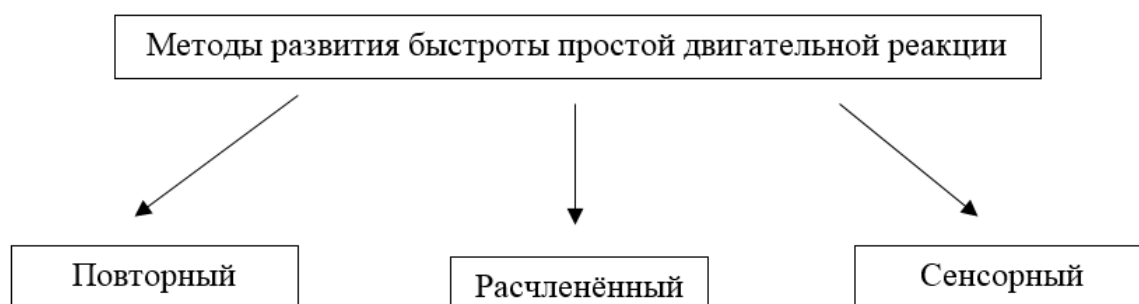 Методы развития быстроты простой двигательной реакции
Повторный
Расчленённый
Сенсорный